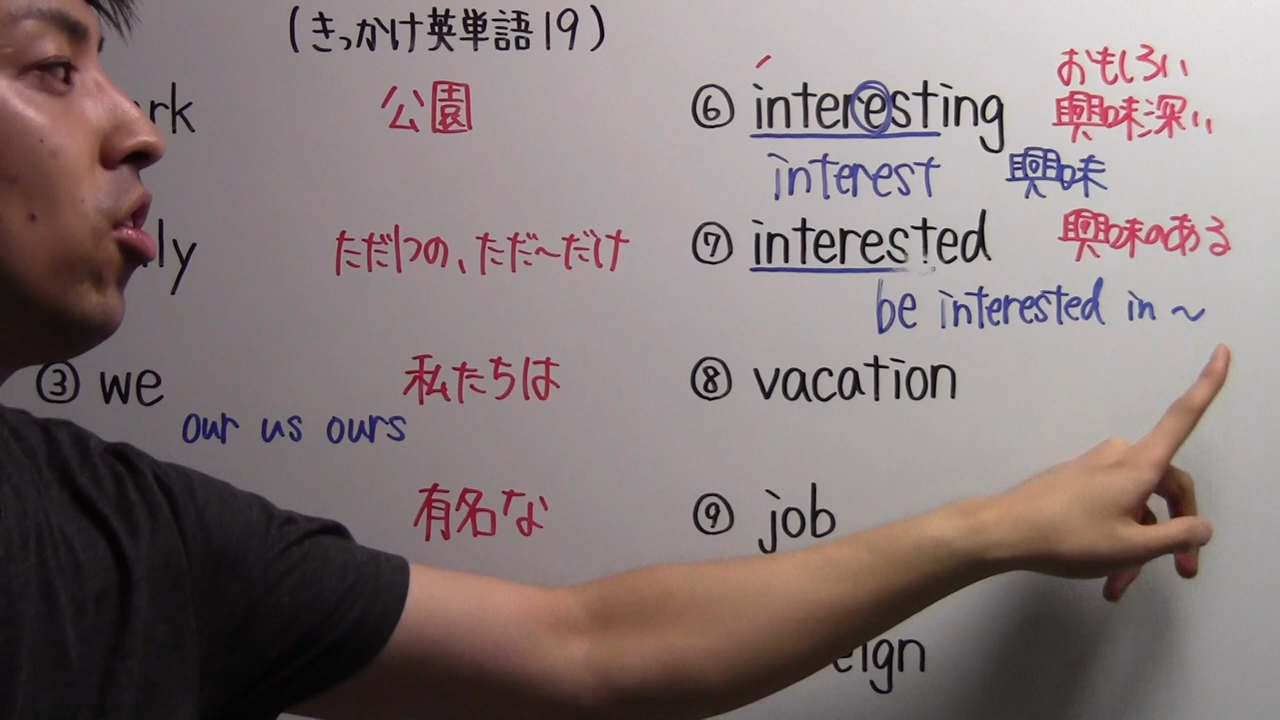 (きっかけ英単語19)
公園
ただ1つの、ただ〜だけ
③ we 私たちは
our us ours
有名な
⑥ interesting おもしろい
興味深い
interest 興味
⑦ interested 興味のある
be interested in 〜
⑧ vacation
⑨ job